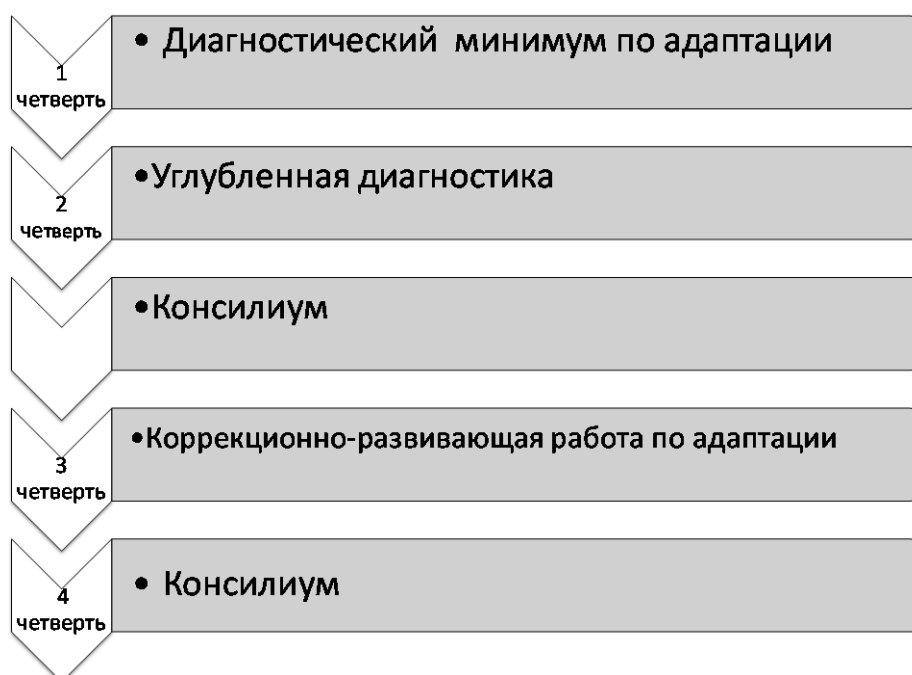 • Диагностический минимум по адаптации
1
четверть
•Углубленная диагностика
2
четверть
•Консилиум
•Коррекционно-развивающая работа по адаптации
3
четверть
• Консилиум
4
четверть